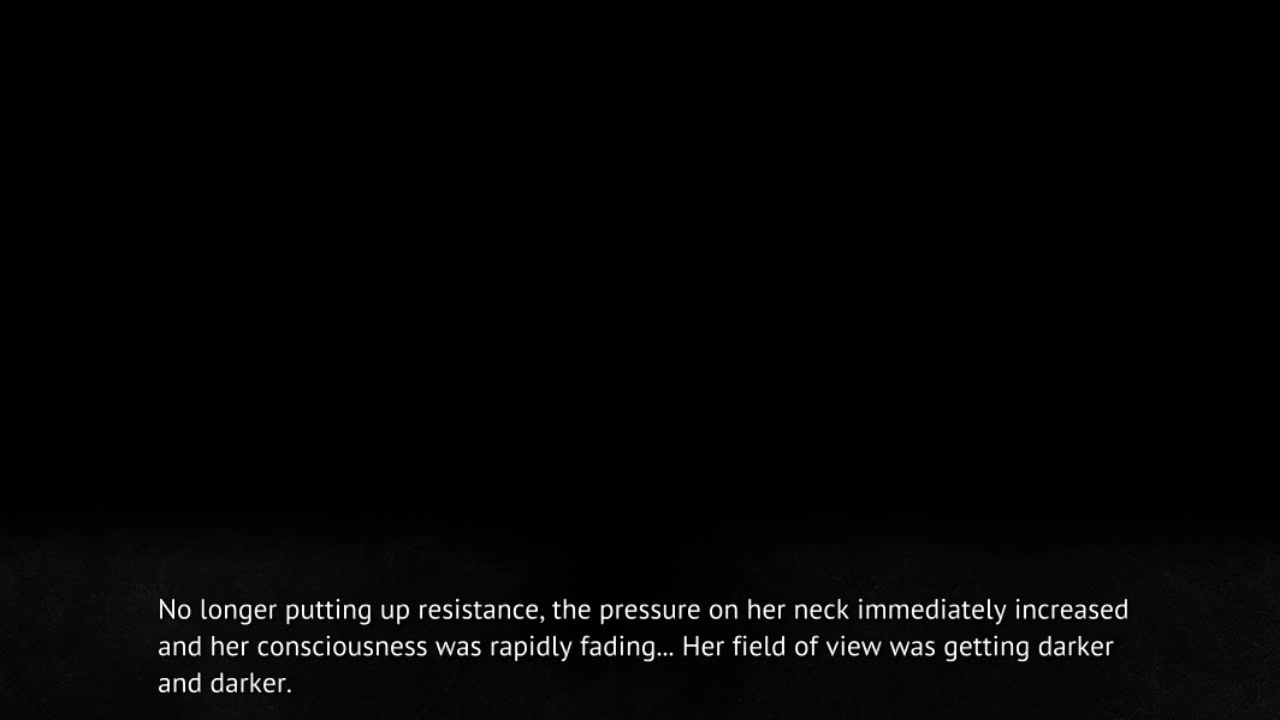 No longer putting up resistance, the pressure on her neck immediately increased
and her consciousness was rapidly fading... Her field of view was getting darker
and darker.